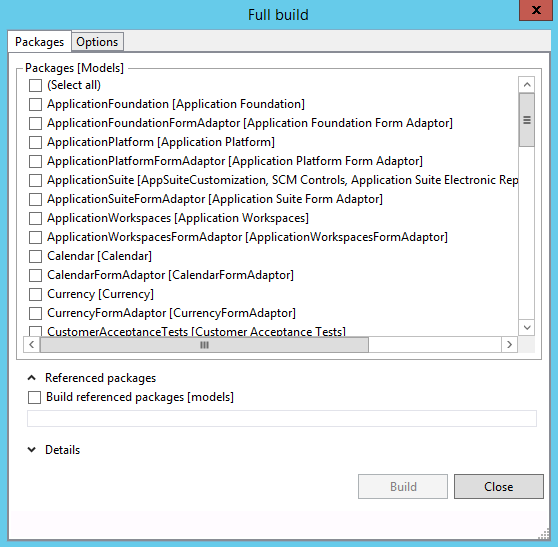 Full build
x
Packages Options
Packages [Models]
(Select all)
ApplicationFoundation [Application Foundation]
ApplicationFoundationFormAdaptor [Application Foundation Form Adaptor]
ApplicationPlatform [Application Platform]
ApplicationPlatformFormAdaptor [Application Platform Form Adaptor]
ApplicationSuite [AppSuiteCustomization, SCM Controls, Application Suite Electronic Rep
ApplicationSuiteFormAdaptor [Application Suite Form Adaptor]
ApplicationWorkspaces [Application Workspaces]
ApplicationWorkspacesFormAdaptor [ApplicationWorkspacesFormAdaptor]
Calendar [Calendar]
CalendarFormAdaptor [CalendarFormAdaptor]
Currency [Currency]
CurrencyFormAdaptor [CurrencyFormAdaptor]
CustomerAcceptanceTests [Customer Acceptance Tests]
Referenced packages
Build referenced packages [models]
Details
Build Close